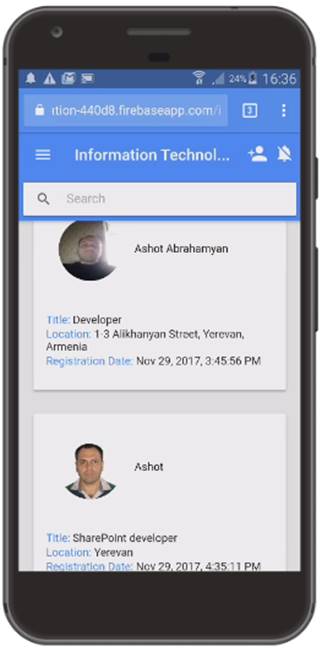 24% 16:36
ıtion-440d8.firebaseapp.com/i
3
Information Technol...
Search
Ashot Abrahamyan
Title: Developer
Location: 1-3 Alikhanyan Street, Yerevan,
Armenia
Registration Date: Nov 29, 2017, 3:45:56 PM
Ashot
Title: SharePoint developer
Location: Yerevan
Registration Date: Nov 29, 2017, 4:35:11 PM